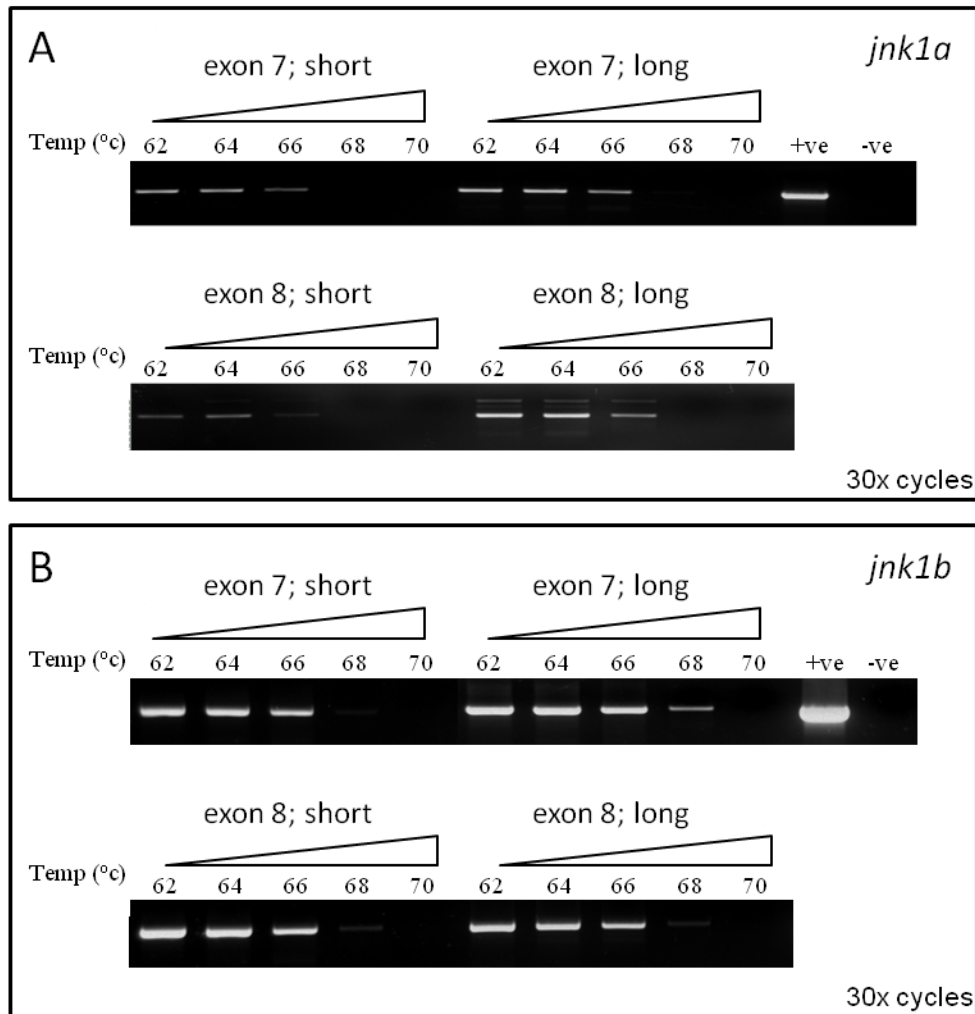 A
jnk1a
exon 7; short exon 7; long
Temp (°c) 62 64 66 68 70 62 64 66 68 70 +ve -ve
exon 8; short exon 8; long
Temp (°c) 62 64 66 68 70 62 64 66 68 70
30x cycles
B
jnk1b
exon 7; short exon 7; long
Temp (°c) 62 64 66 68 70 62 64 66 68 70 +ve -ve
exon 8; short exon 8; long
Temp (°c) 62 64 66 68 70 62 64 66 68 70
30x cycles